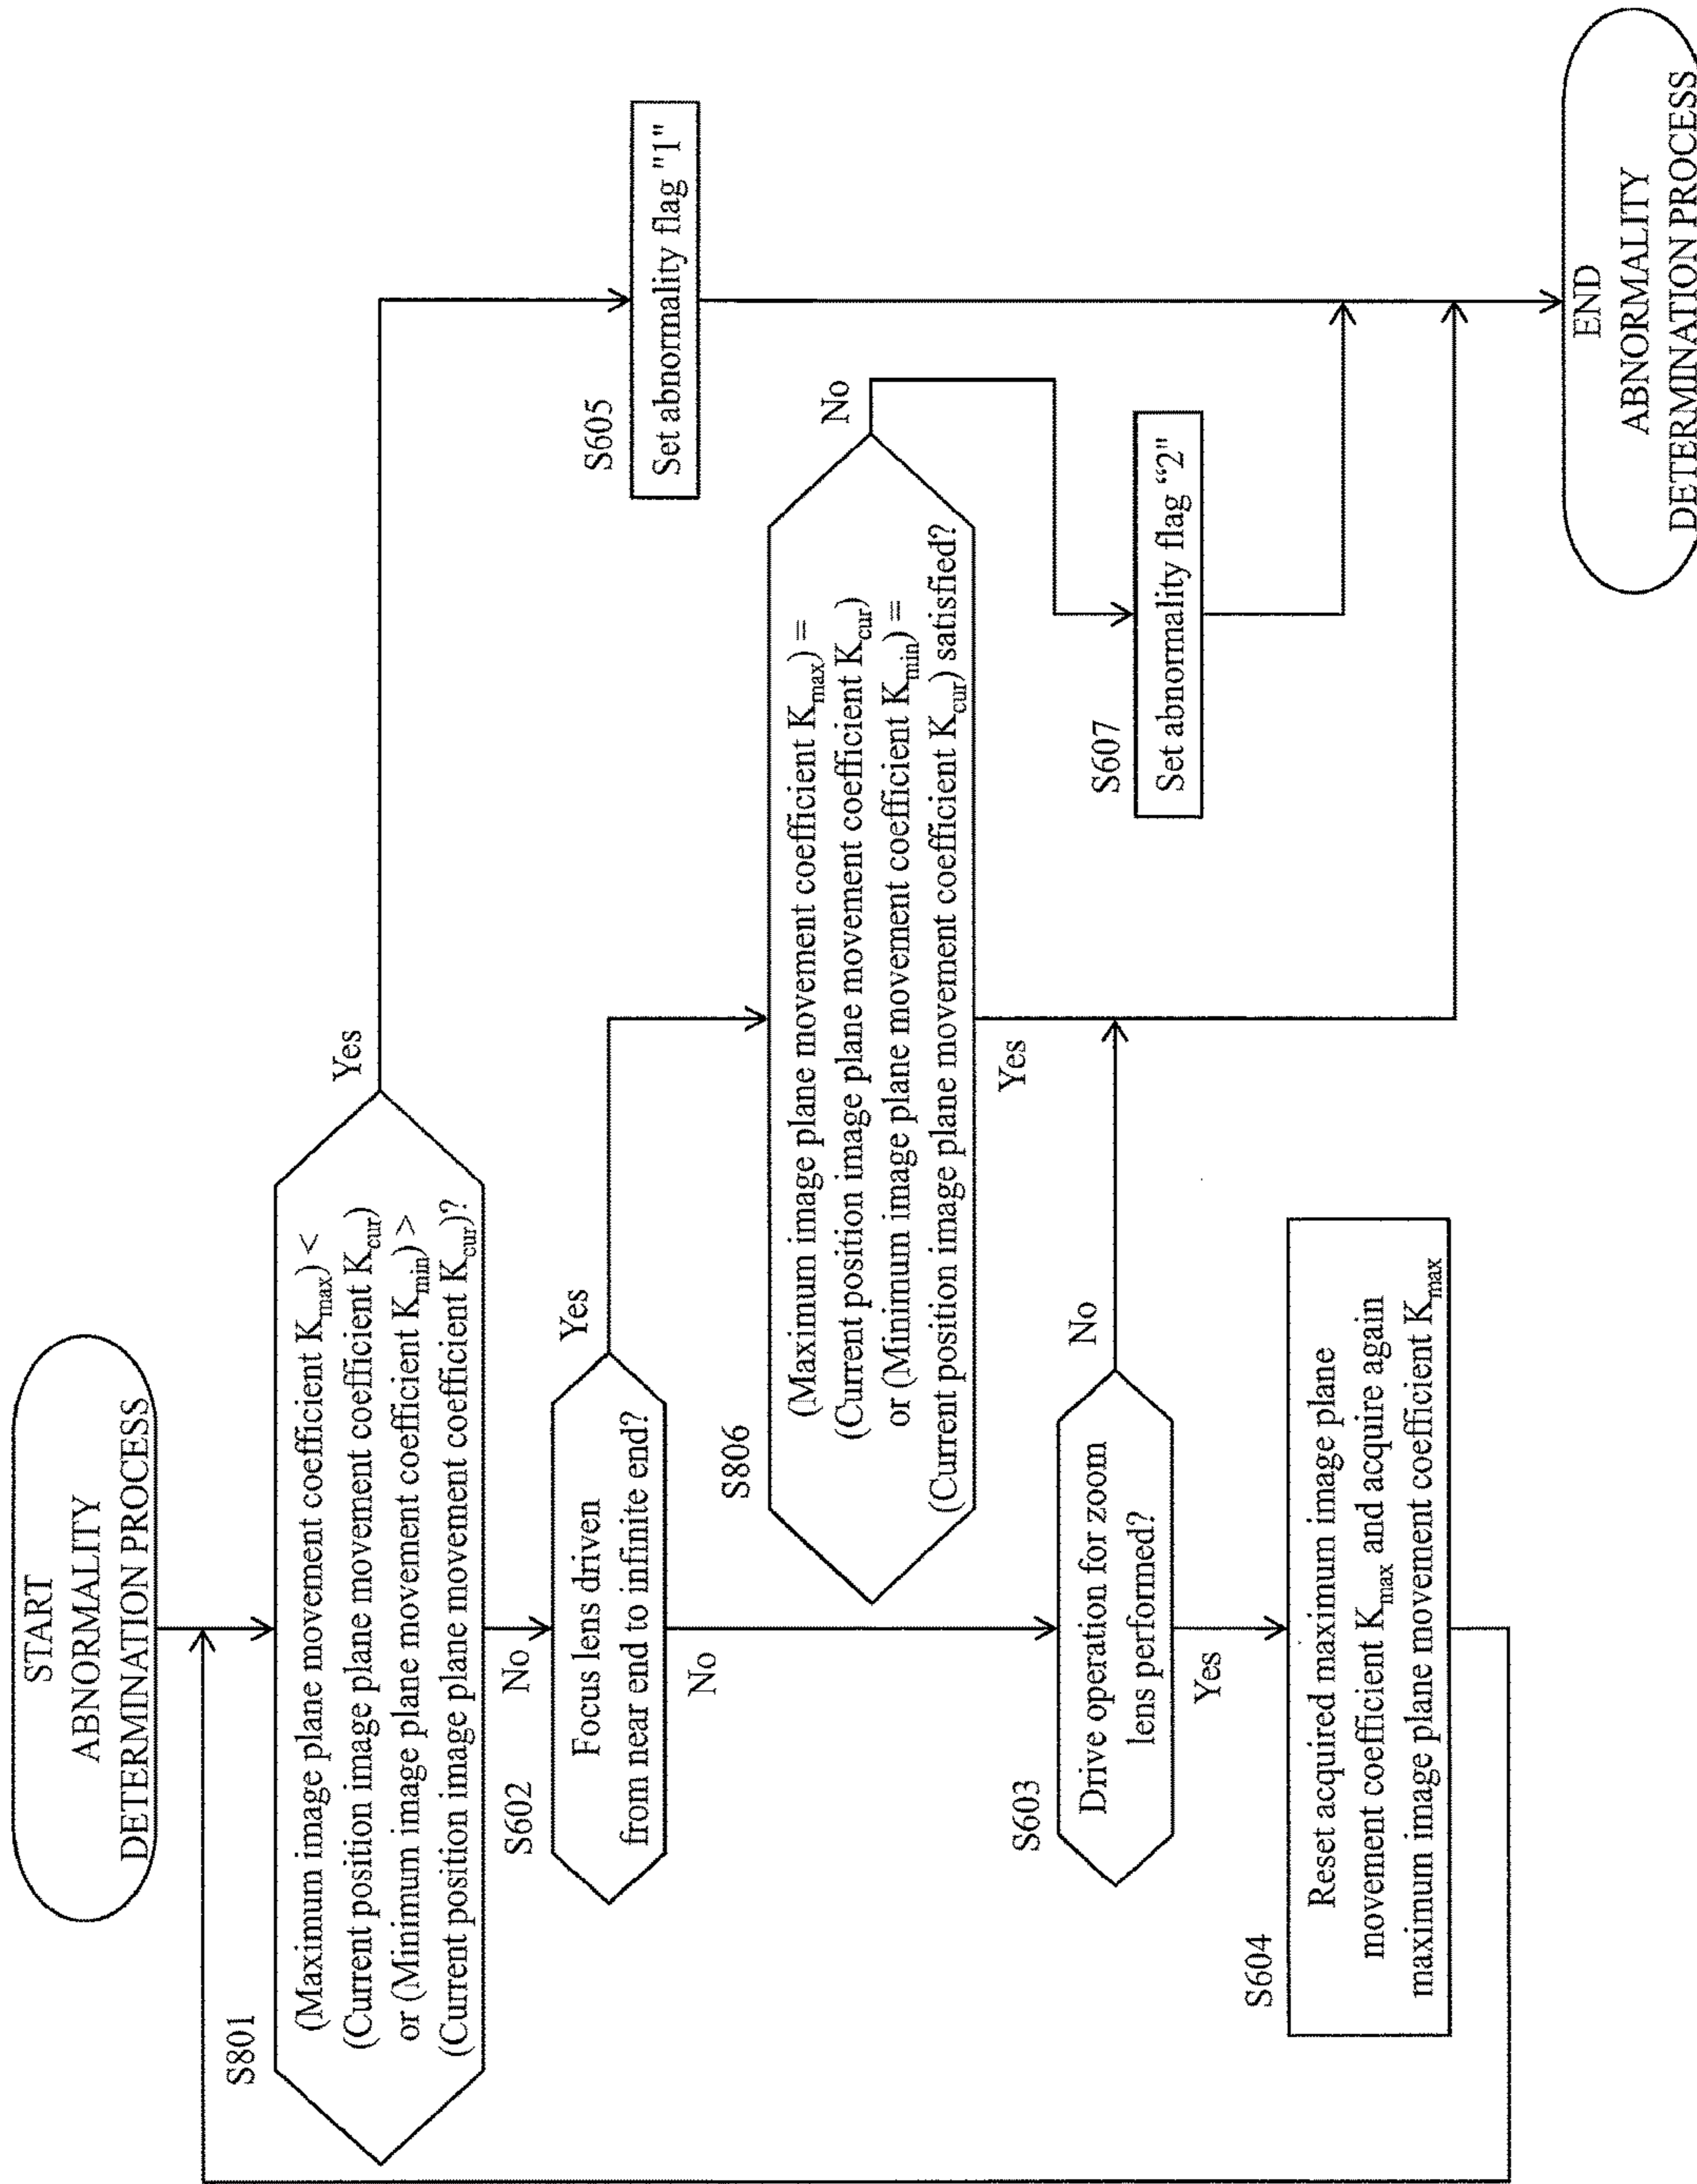 START
ABNORMALITY
DETERMINATION PROCESS
S801
(Maximum image plane movement coefficient Kmax) <
(Current position image plane movement coefficient Kcur)
or (Minimum image plane movement coefficient Kmin) >
(Current position image plane movement coefficient Kcur)?
Yes
No
S602
Focus lens driven
from near end to infinite end?
Yes
No
S605
Set abnormality flag "1"
S806
(Maximum image plane movement coefficient Kmax) =
(Current position image plane movement coefficient Kcur)
or (Minimum image plane movement coefficient Kmin) =
(Current position image plane movement coefficient Kcur) satisfied?
No
Yes
S607
Set abnormality flag “2"
S603
Drive operation for zoom
lens performed?
No
Yes
S604
Reset acquired maximum image plane
movement coefficient Kmax and acquire again
maximum image plane movement coefficient Kmax
END
ABNORMALITY
DETERMINATION PROCESS